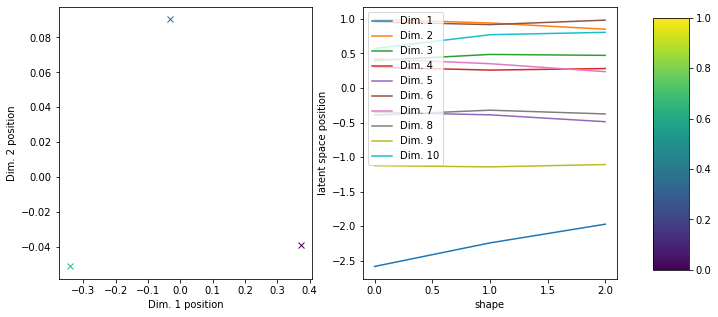 0.08
0.06
0.04
0.02
0.00
−0.02
−0.04
Dim. 2 position
−0.3
−0.2
−0.1
0.0
0.1
0.2
0.3
0.4
Dim. 1 position
1.0
0.5
0.0
−0.5
−1.0
−1.5
−2.0
−2.5
latent space position
Dim. 1
Dim. 2
Dim. 3
Dim. 4
Dim. 5
Dim. 6
Dim. 7
Dim. 8
Dim. 9
Dim. 10
0.0
0.5
1.0
1.5
2.0
shape
1.0
0.8
0.6
0.4
0.2
0.0